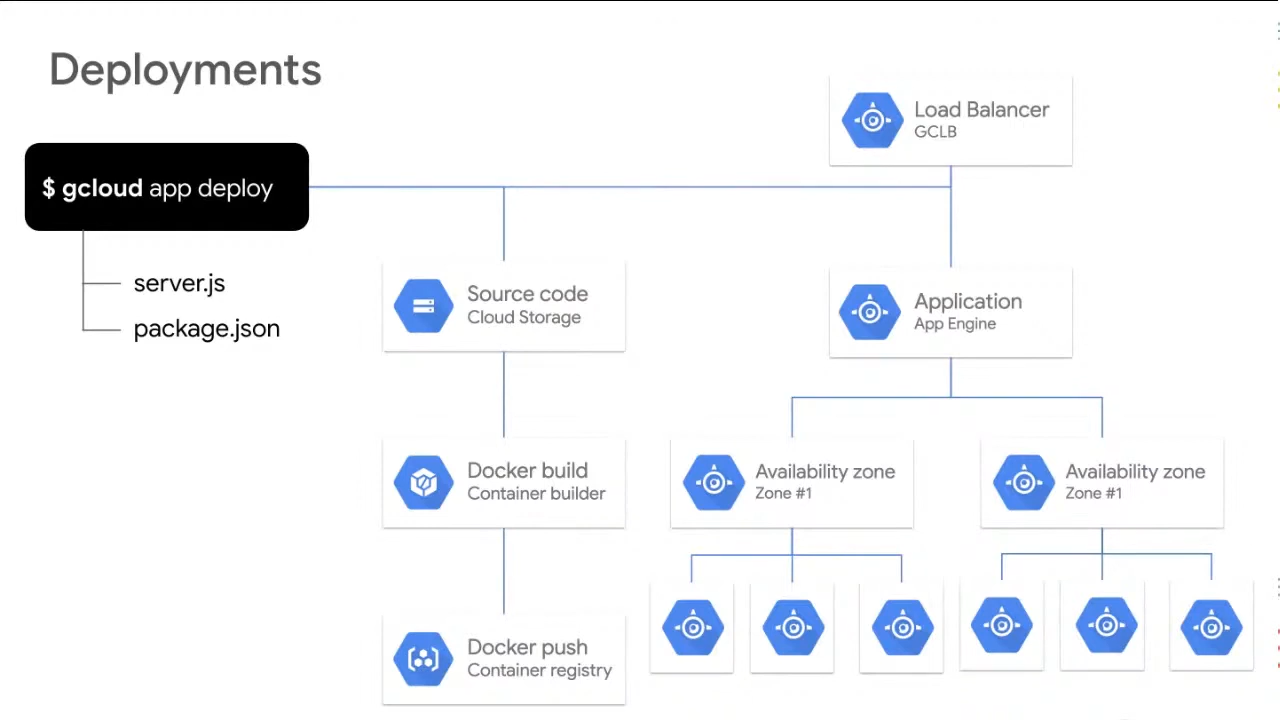 Deployments
$ gcloud app deploy
server.js
package.json
Source code
Cloud Storage
Docker build
Container builder
Docker push
Container registry
Load Balancer
GCLB
Application
App Engine
Availability zone
Zone #1
Availability zone
Zone #1